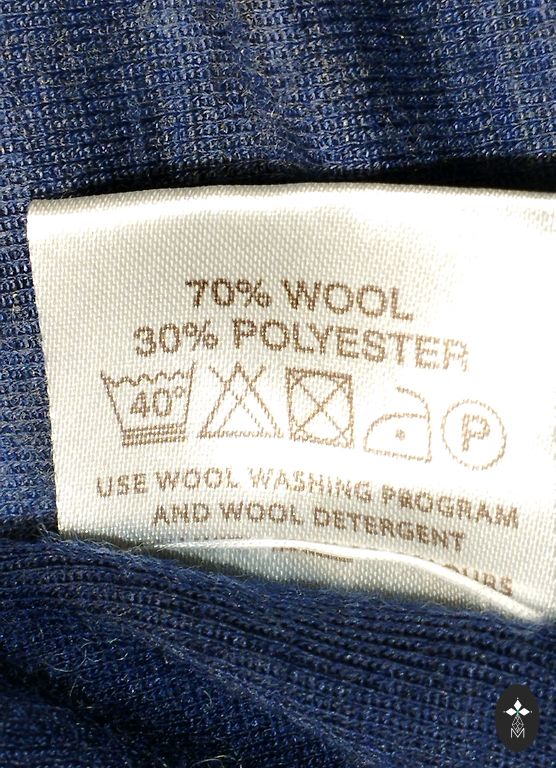 70% WOOL
30% POLYESTER
40°
P
USE WOOL WASHING PROGRAM
AND WOOL DETERGENT
M